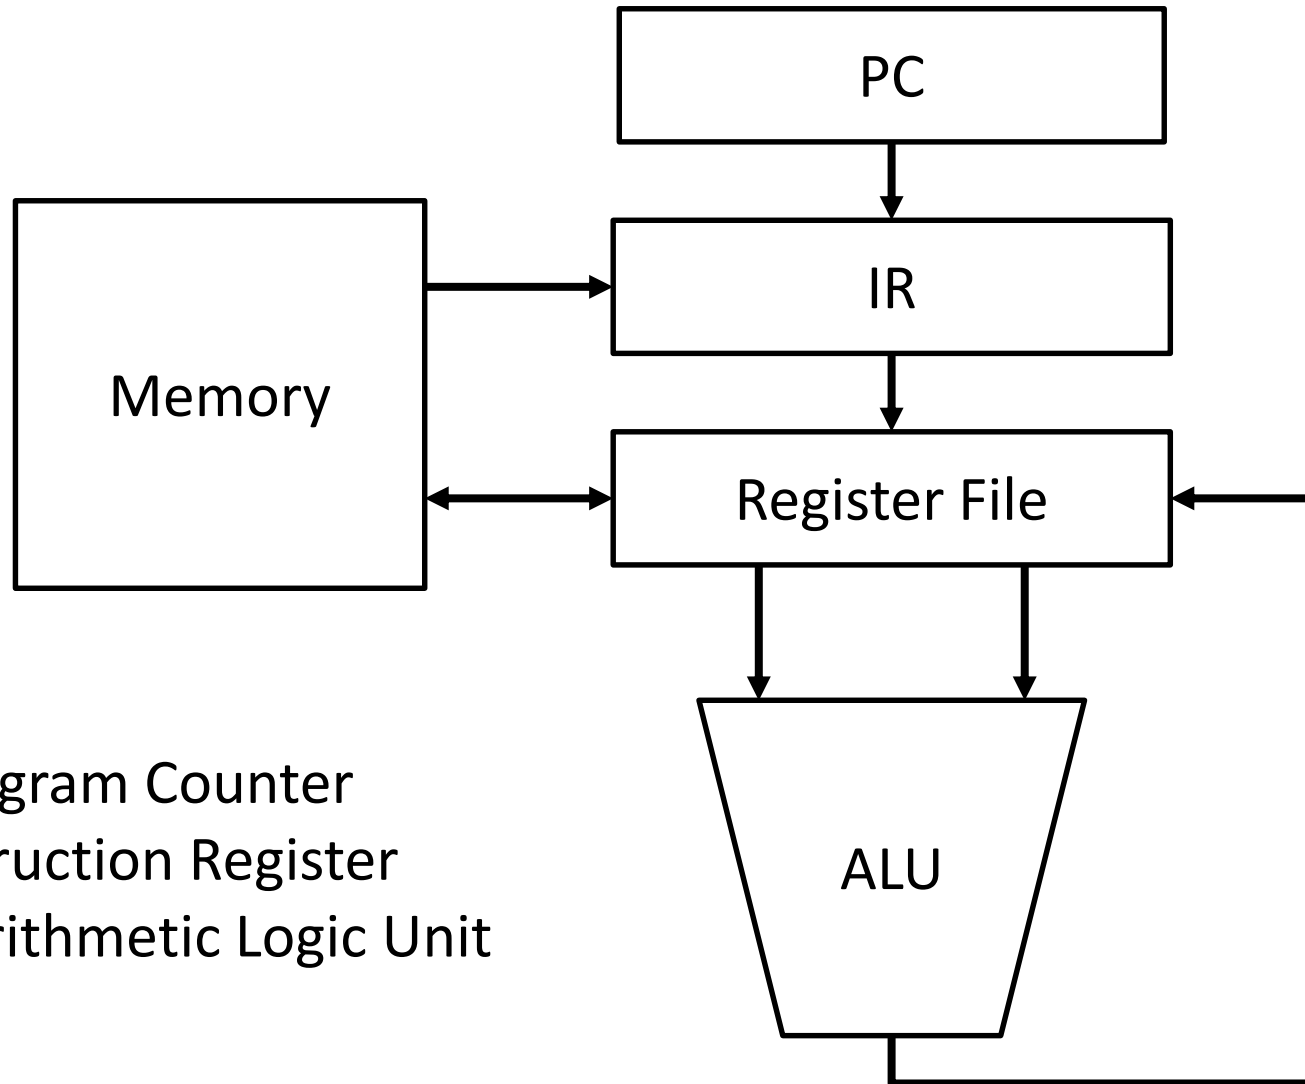 PC
IR
Memory
Register File
gram Counter
ruction Register
rithmetic Logic Unit
ALU